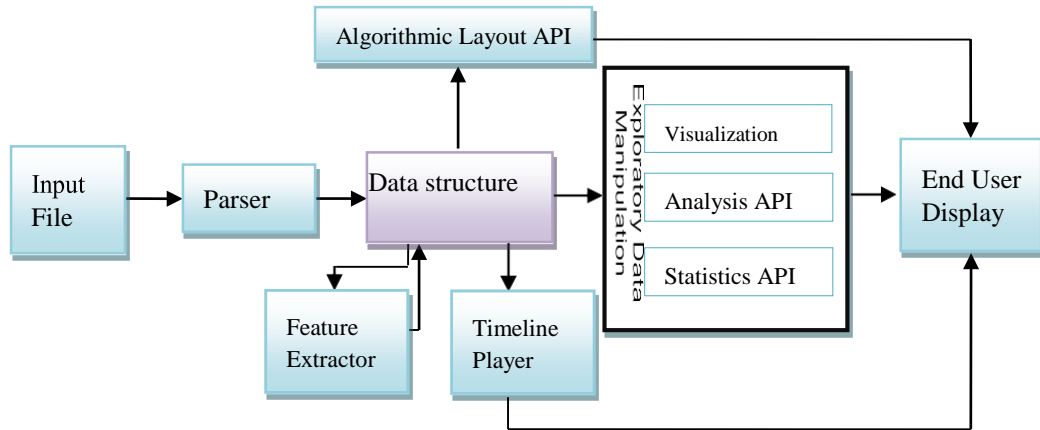 Algorithmic Layout API
Input
File
Parser
Data structure
Exploratory Data
Manipulation
Visualization
Analysis API
Statistics API
End User
Display
Feature
Extractor
Timeline
Player